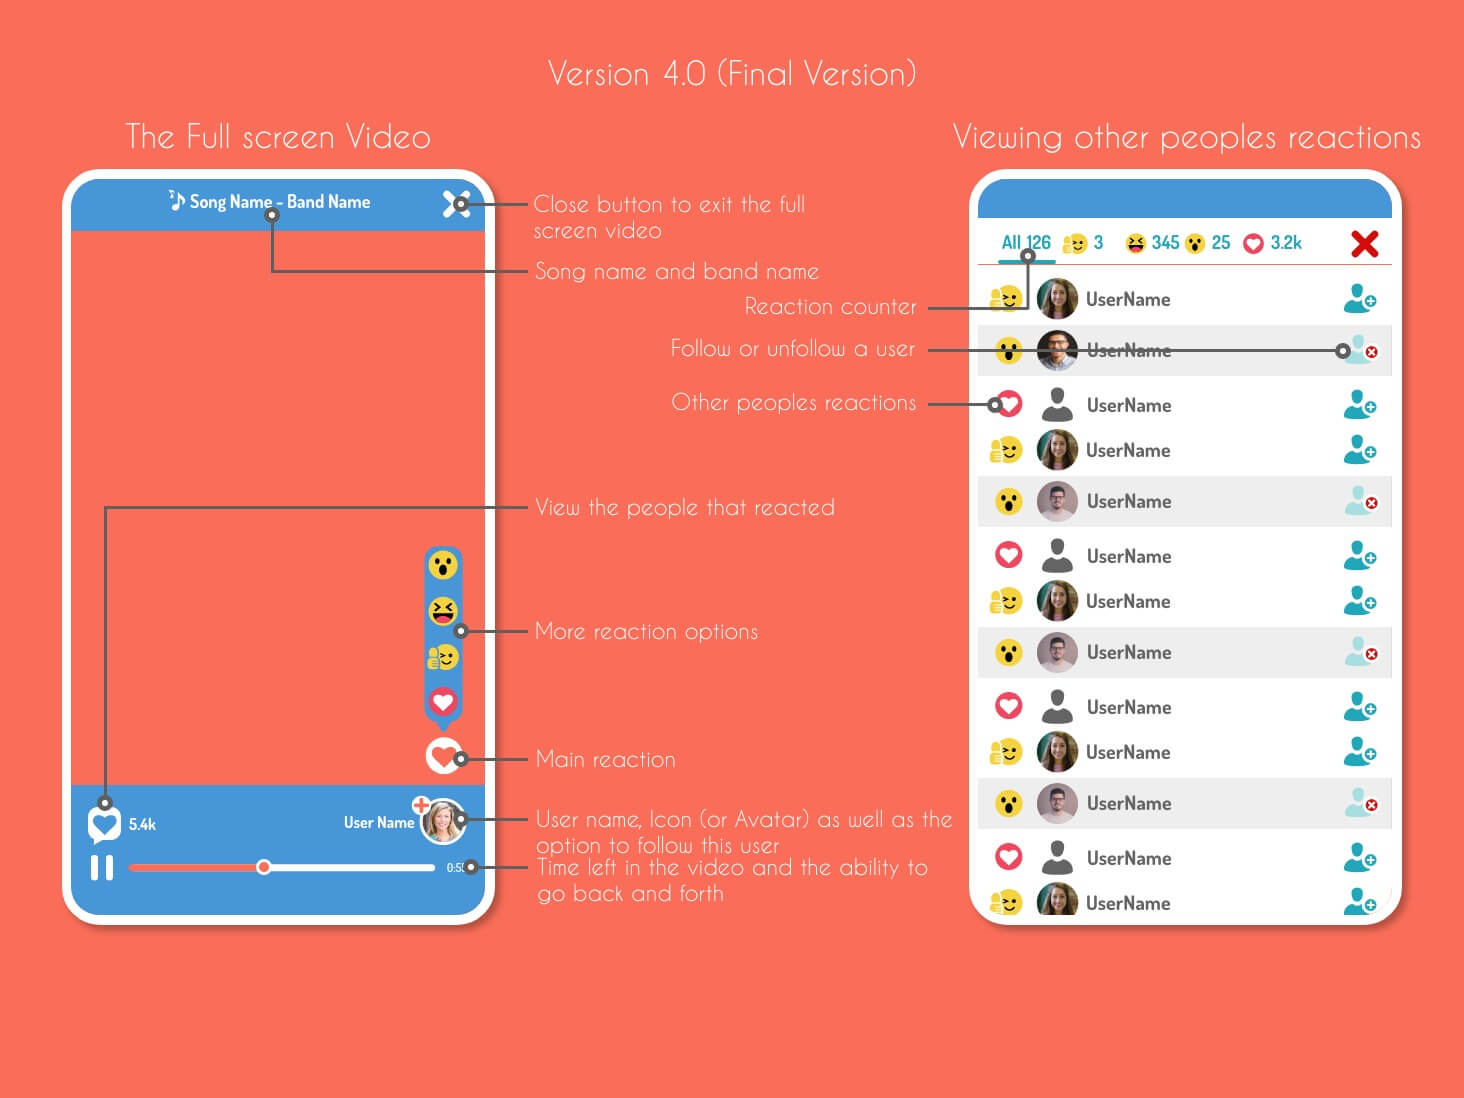 Version 4.0 (Final Version)
The Full screen Video
Song Name - Band Name
Close button to exit the full
screen video
Song name and band name
View the people that reacted
More reaction options
Main reaction
5.4k
User Name
User name, Icon (or Avatar) as well as the
option to follow this user
Time left in the video and the ability to
go back and forth
Viewing other peoples reactions
All 126 3 345 25 3.2k
Reaction counter
UserName
Follow or unfollow a user
UserName
Other peoples reactions
UserName
UserName
UserName
UserName
UserName
UserName
UserName
UserName
UserName
UserName
UserName